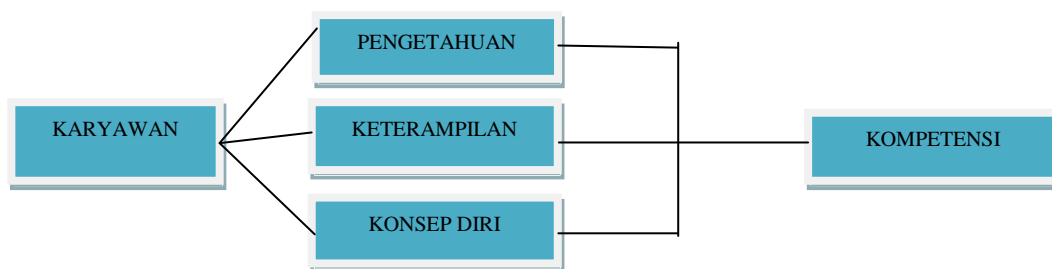 PENGETAHUAN
KARYAWAN
KETERAMPILAN
KOMPETENSI
KONSEP DIRI